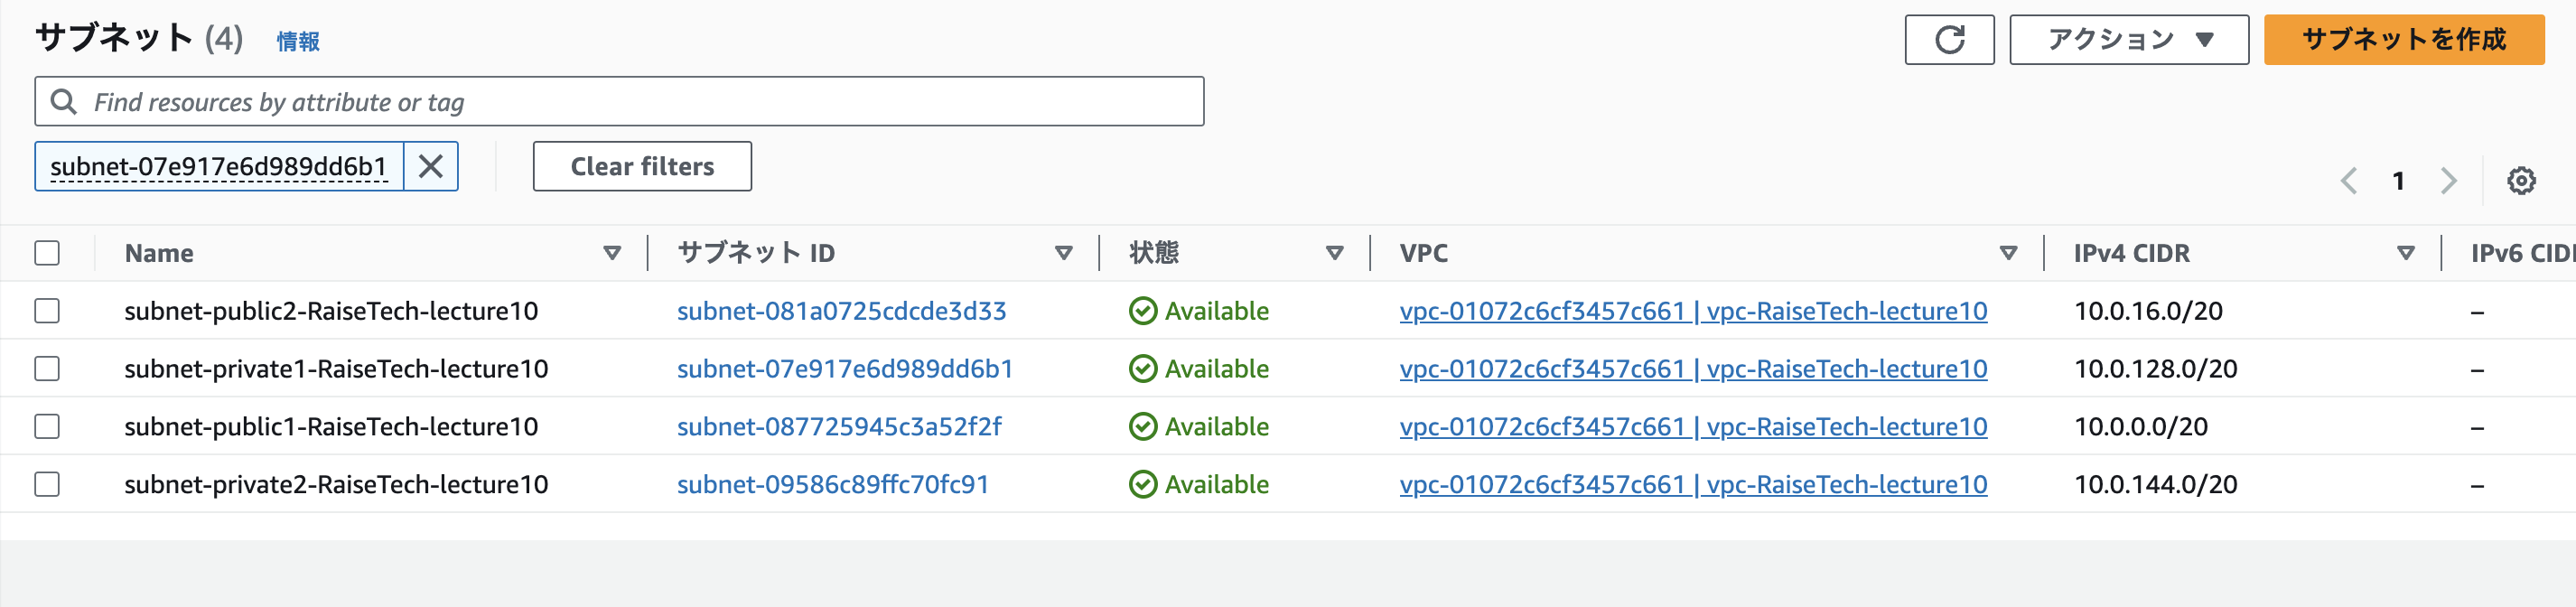 サブネット (4) 情報
アクション ▼
サブネットを作成
Find resources by attribute or tag
subnet-07e917e6d989dd6b1
Clear filters
1
Name サブネット ID 状態 VPC IPv4 CIDR IPv6 CID
subnet-public2-RaiseTech-lecture10 subnet-081a0725cdcde3d33 Available vpc-01072c6cf3457c661 | vpc-RaiseTech-lecture10 10.0.16.0/20 –
subnet-private1-RaiseTech-lecture10 subnet-07e917e6d989dd6b1 Available vpc-01072c6cf3457c661 | vpc-RaiseTech-lecture10 10.0.128.0/20 –
subnet-public1-RaiseTech-lecture10 subnet-087725945c3a52f2f Available vpc-01072c6cf3457c661 | vpc-RaiseTech-lecture10 10.0.0.0/20 –
subnet-private2-RaiseTech-lecture10 subnet-09586c89ffc70fc91 Available vpc-01072c6cf3457c661 | vpc-RaiseTech-lecture10 10.0.144.0/20 –